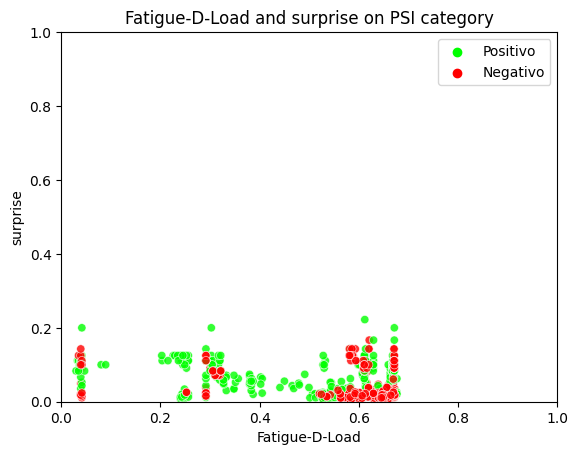 Fatigue-D-Load and surprise on PSI category
1.0
Positivo
Negativo
0.8
0.6
surprise
0.4
0.2
0.0
0.0 0.2 0.4 0.6 0.8 1.0
Fatigue-D-Load